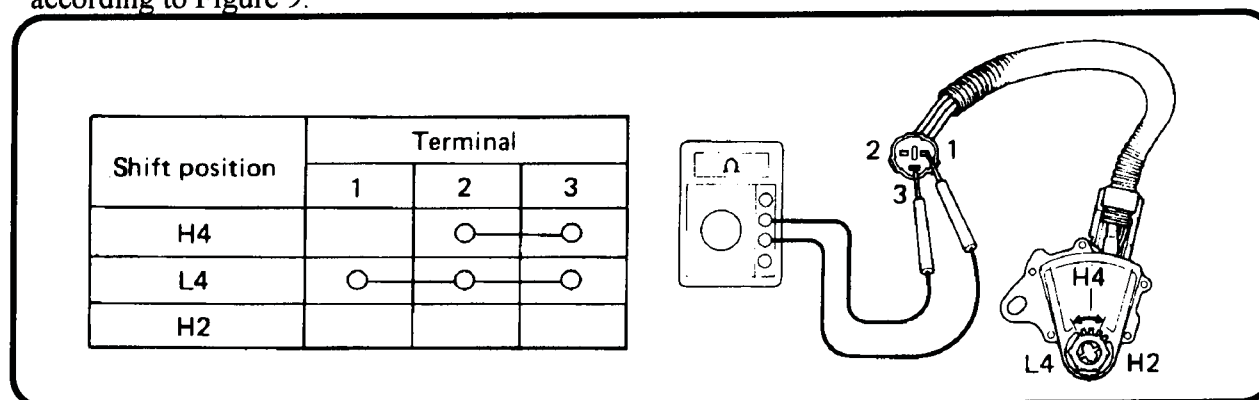 according to Figure 9.
Shift position
Terminal
1 2 3
H4
L4
H2
Ω
2 1
3
H4
L4 H2